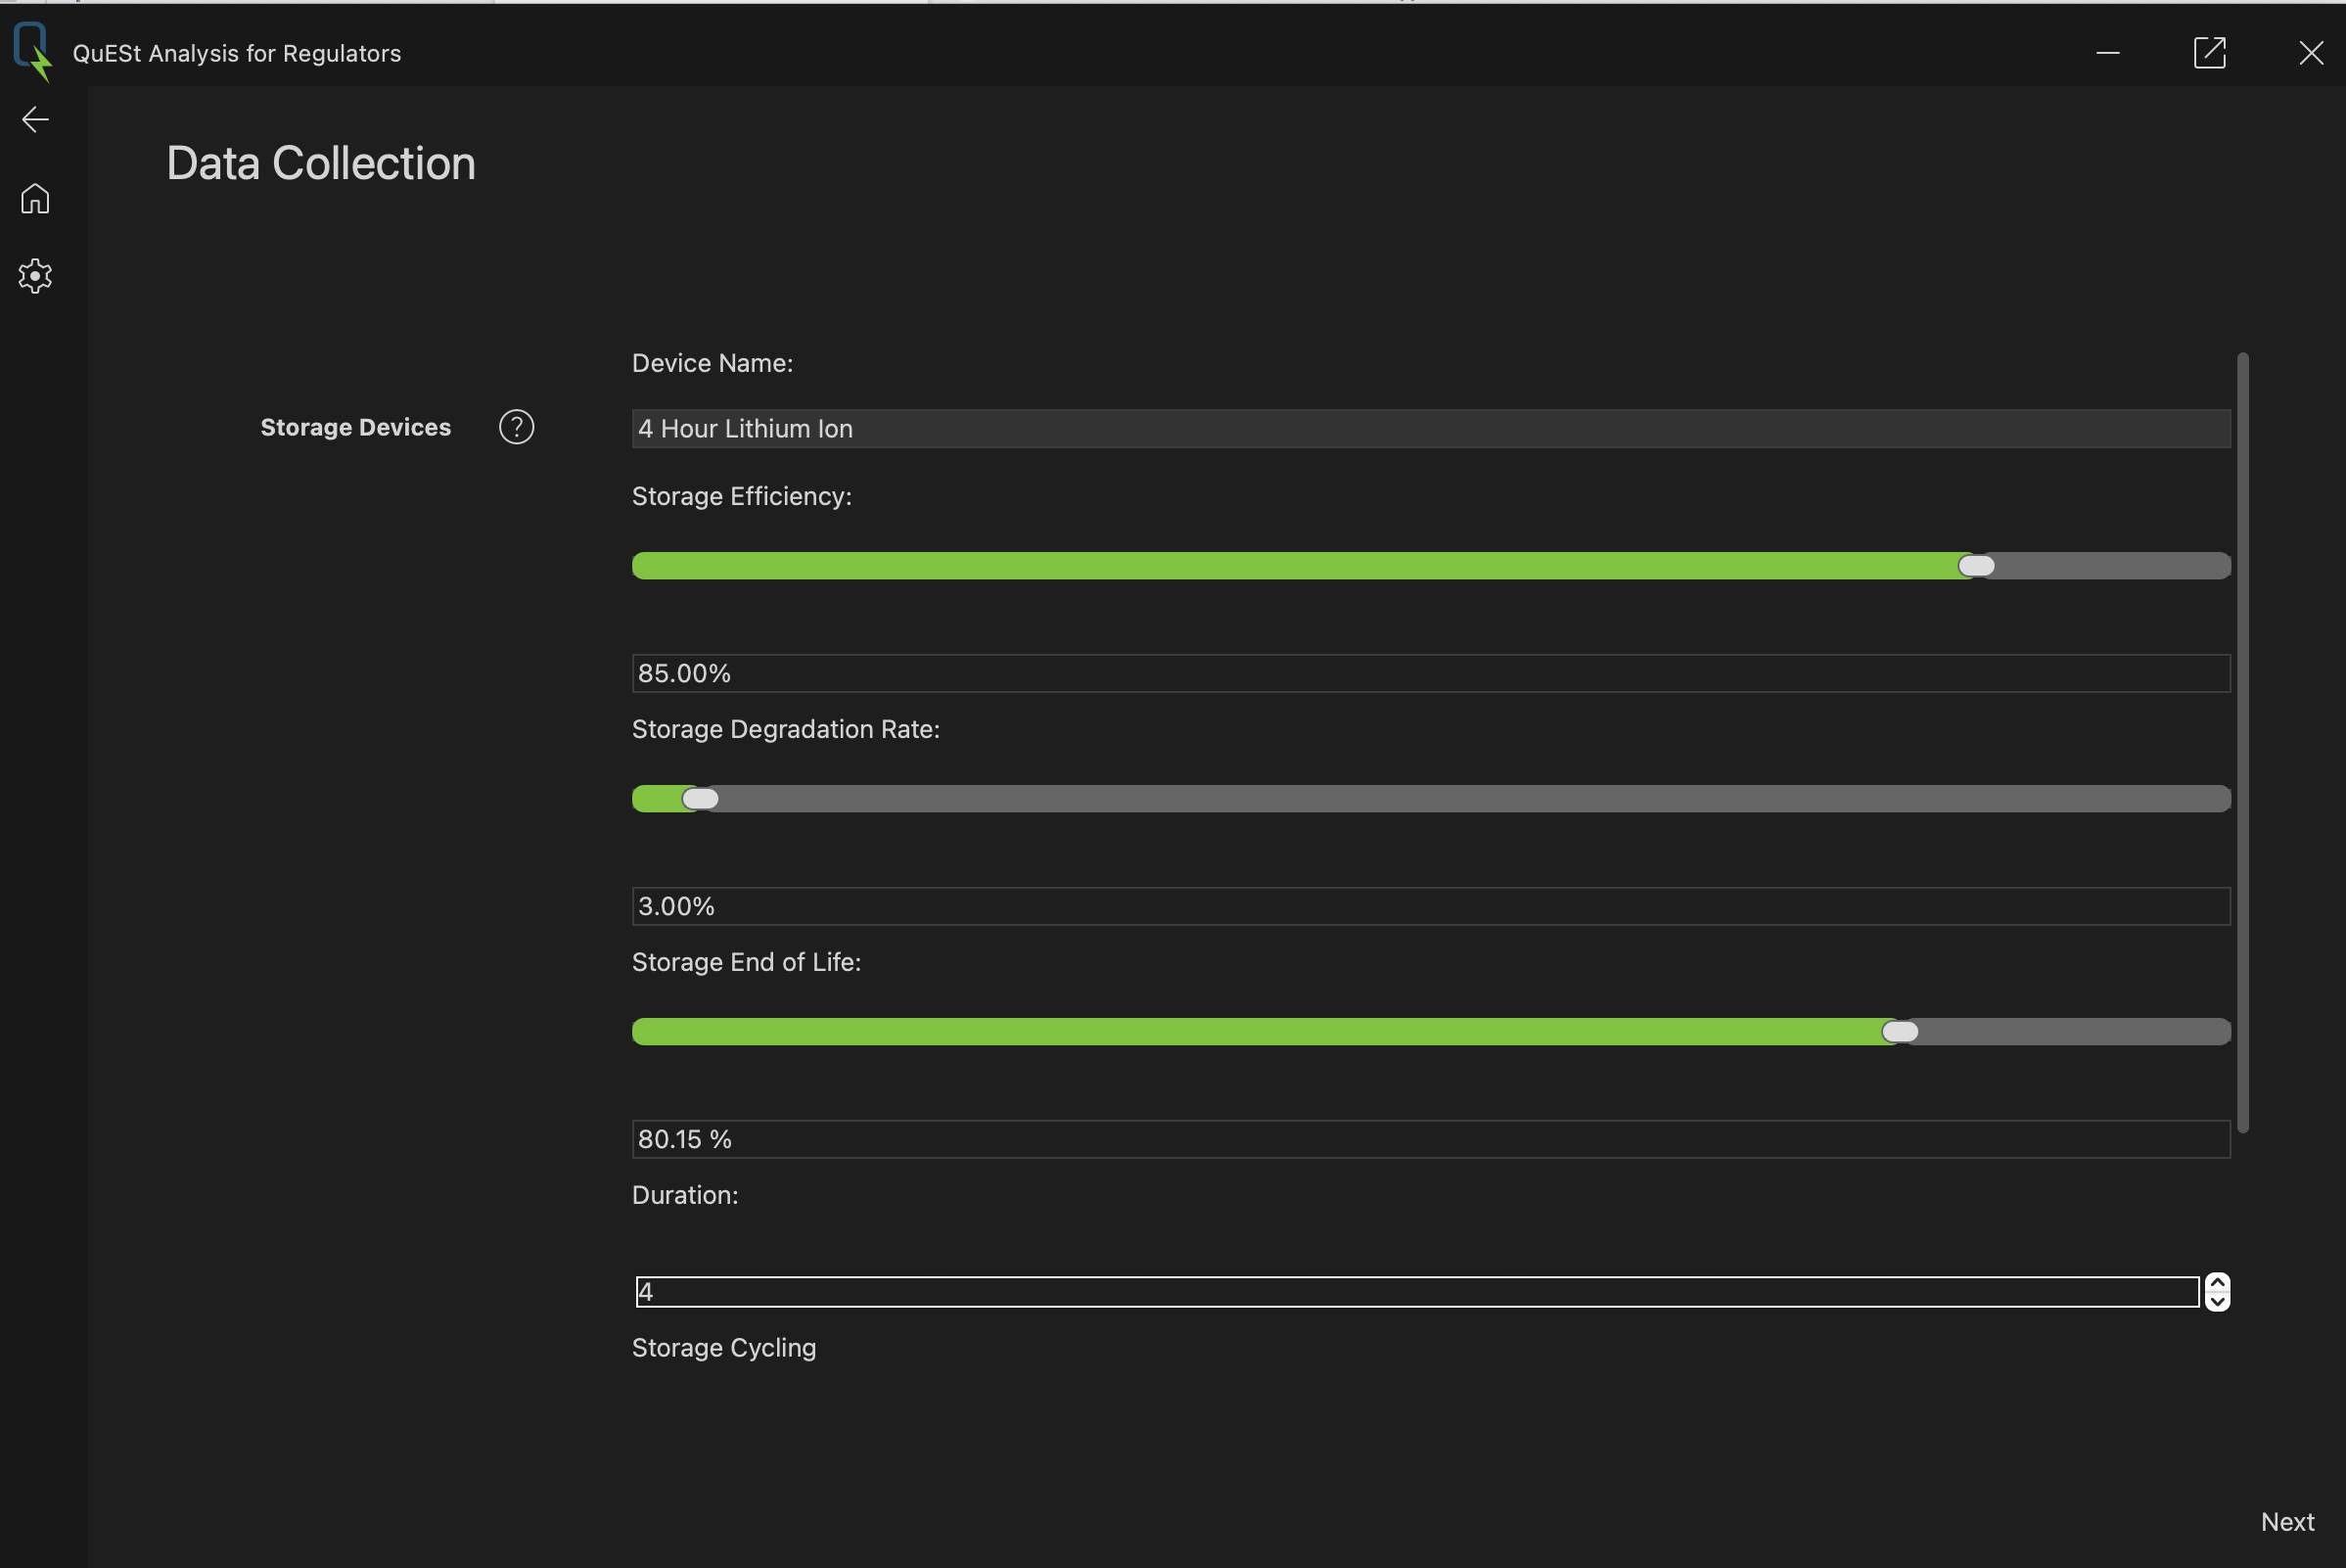 QuESt Analysis for Regulators
Data Collection
Device Name:
Storage Devices ?
4 Hour Lithium Ion
Storage Efficiency:
85.00%
Storage Degradation Rate:
3.00%
Storage End of Life:
80.15 %
Duration:
4
Storage Cycling
Next